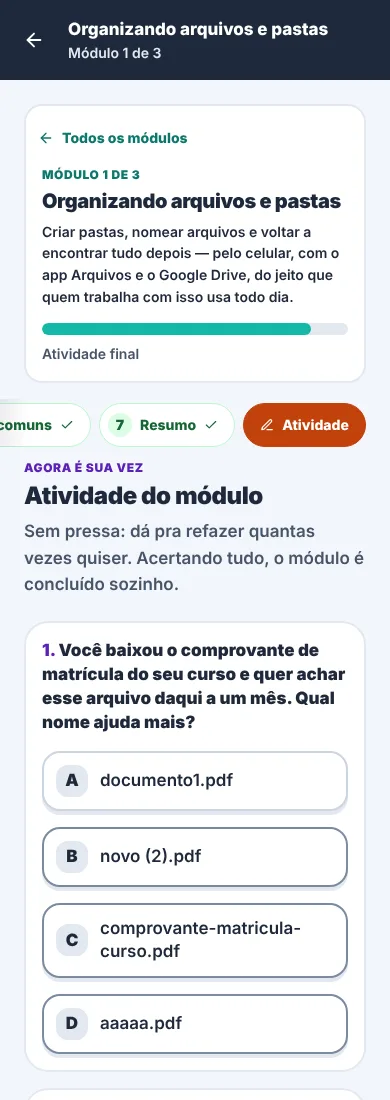 Organizando arquivos e pastas
Módulo 1 de 3
Todos os módulos
MÓDULO 1 DE 3
Organizando arquivos e pastas
Criar pastas, nomear arquivos e voltar a
encontrar tudo depois — pelo celular, com o
app Arquivos e o Google Drive, do jeito que
quem trabalha com isso usa todo dia.
Atividade final
comuns
7 Resumo
Atividade
AGORA É SUA VEZ
Atividade do módulo
Sem pressa: dá pra refazer quantas
vezes quiser. Acertando tudo, o módulo é
concluído sozinho.
1. Você baixou o comprovante de
matrícula do seu curso e quer achar
esse arquivo daqui a um mês. Qual
nome ajuda mais?
A documento1.pdf
B novo (2).pdf
C comprovante-matricula-
curso.pdf
D aaaaa.pdf